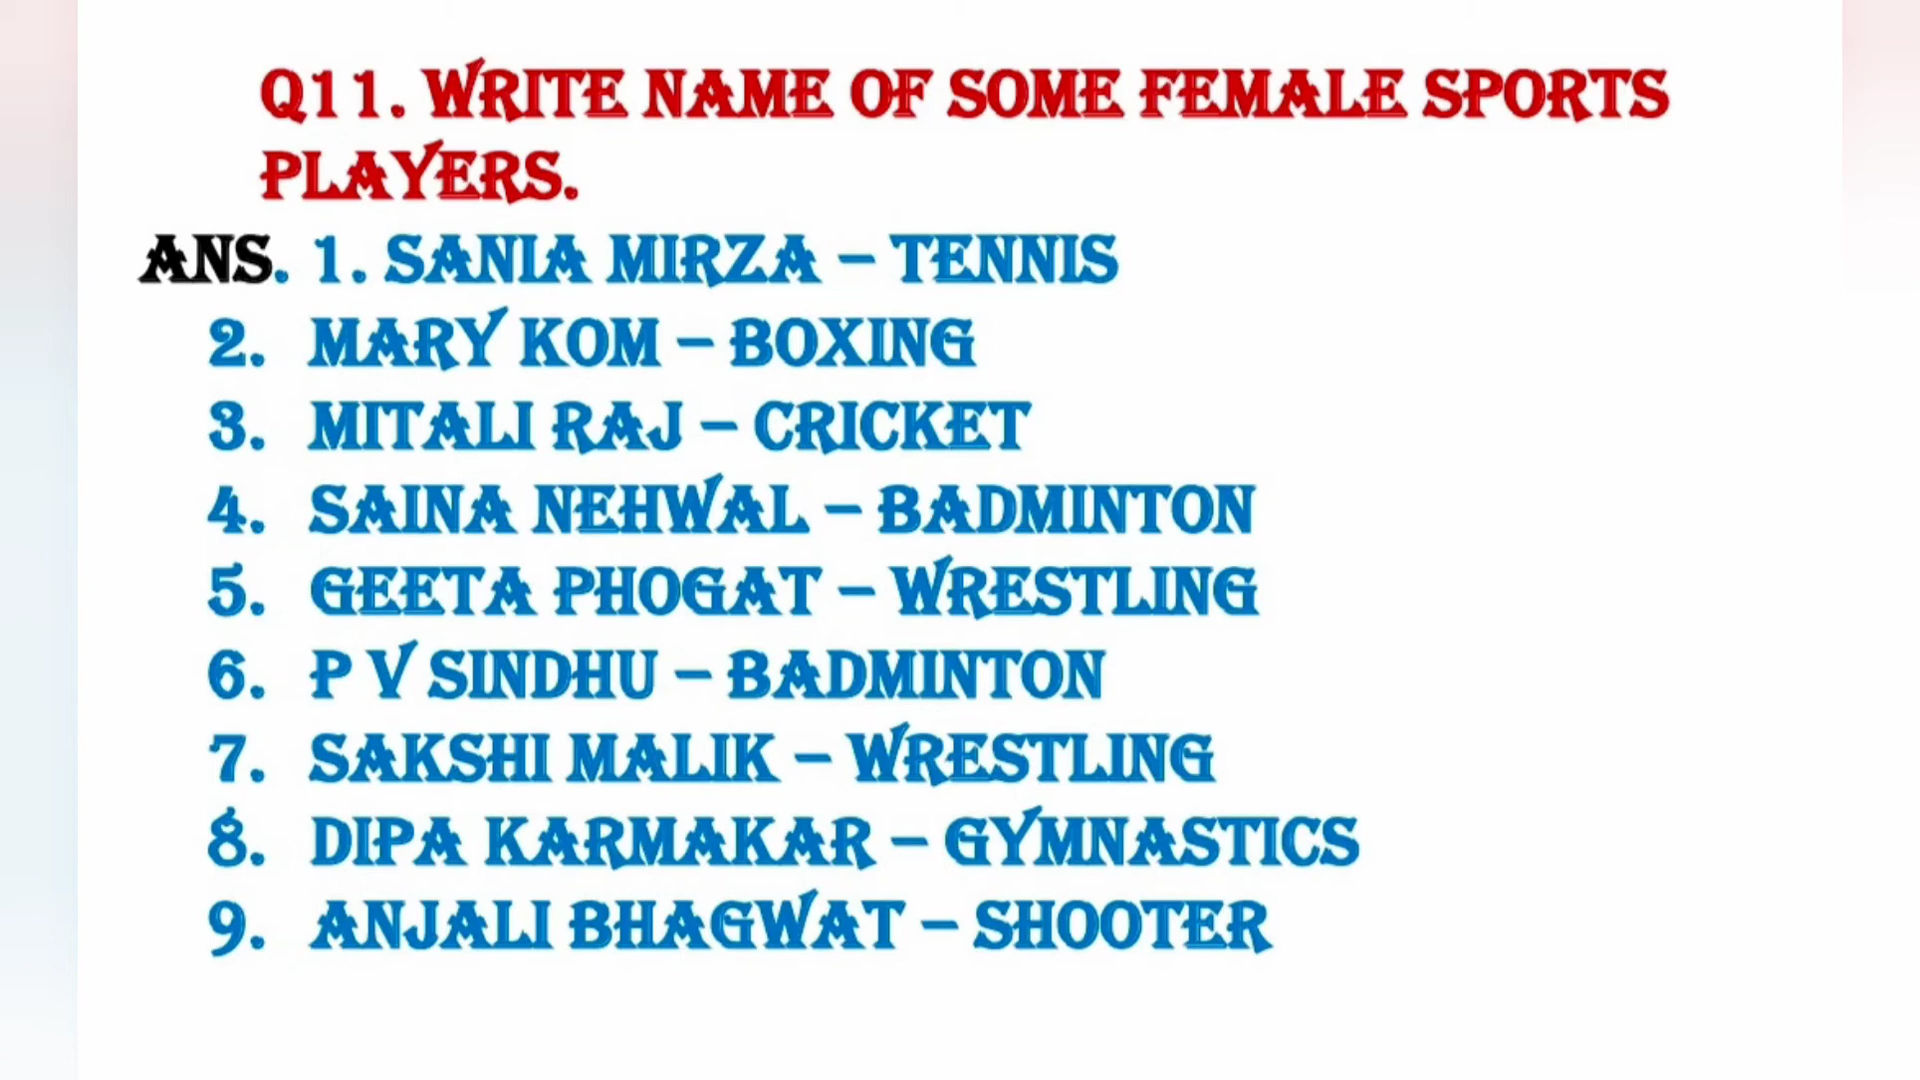 Q11. WRITE NAME OF SOME FEMALE SPORTS
PLAYERS.
ANS. 1. SANIA MIRZA – TENNIS
2. MARY KOM – BOXING
3. MITALI RAJ – CRICKET
4. SAINA NEHWAL – BADMINTON
5. GEETA PHOGAT – WRESTLING
6. P V SINDHU – BADMINTON
7. SAKSHI MALIK – WRESTLING
8. DIPA KARMAKAR – GYMNASTICS
9. ANJALI BHAGWAT – SHOOTER